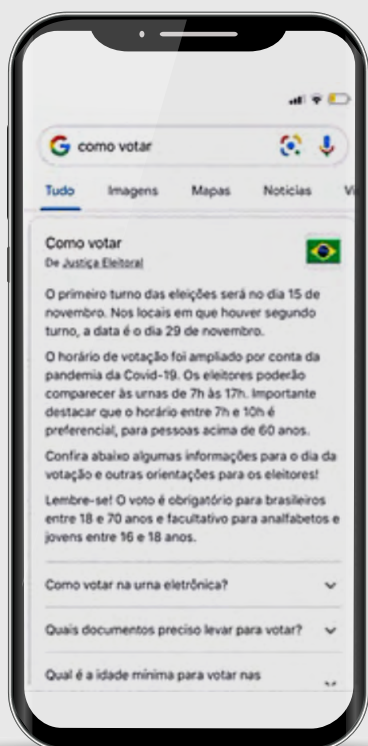 como votar
Tudo Imagens Mapas Notícias
Como votar
De Justiça Eleitoral
O primeiro turno das eleições será no dia 15 de
novembro. Nos locais em que houver segundo
turno, a data é o dia 29 de novembro.
O horário de votação foi ampliado por conta da
pandemia da Covid-19. Os eleitores poderão
comparecer às urnas de 7h às 17h. Importante
destacar que o horário entre 7h e 10h é
preferencial, para pessoas acima de 60 anos.
Confira abaixo algumas informações para o dia da
votação e outras orientações para os eleitores!
Lembre-se! O voto é obrigatório para brasileiros
entre 18 e 70 anos e facultativo para analfabetos e
jovens entre 16 e 18 anos.
Como votar na urna eletrônica?
Quais documentos preciso levar para votar?
Qual é a idade mínima para votar nas